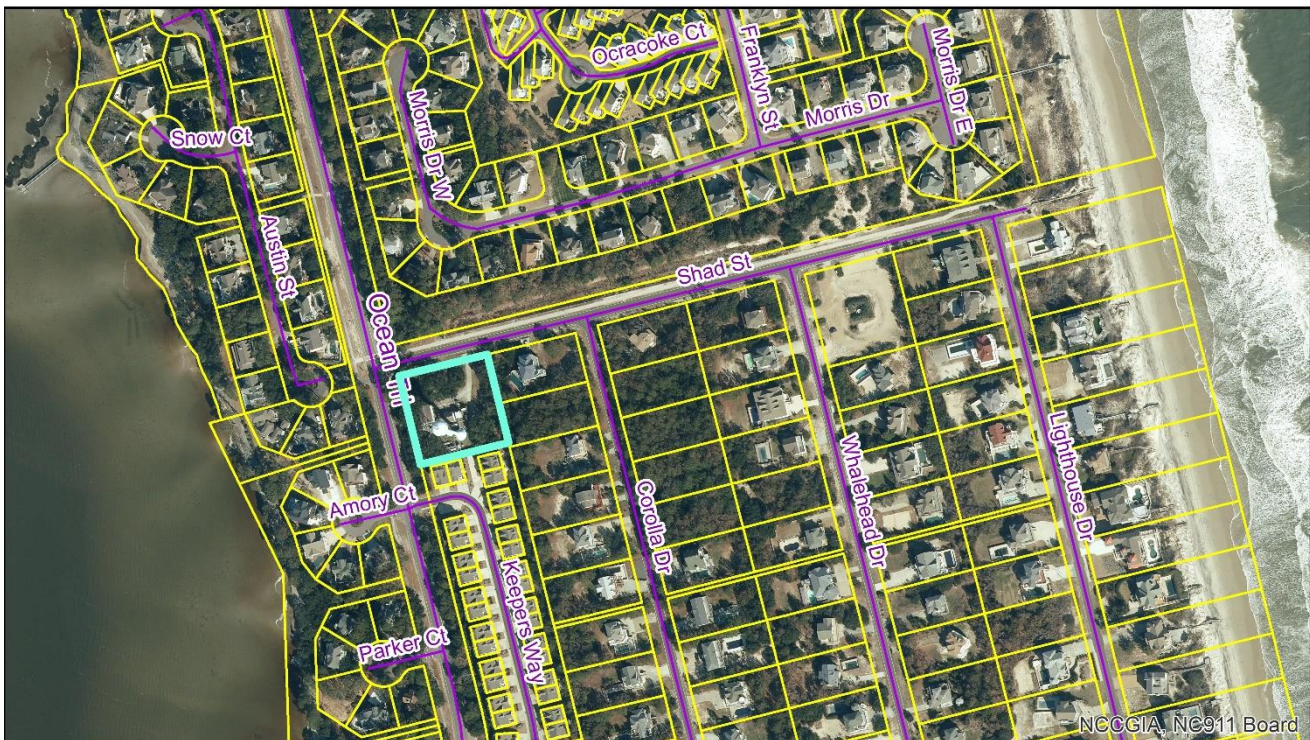 Ocracoke Ct
Franklyn St
Morris Dr E
Morris Dr
Snow Ct
Morris Dr W
Austin St
Shad St
Ocean Trl
Lighthouse Dr
Whalehead Dr
Corolla Dr
Amory Ct
Keepers Way
Parker Ct
NCCGIA, NC911 Board